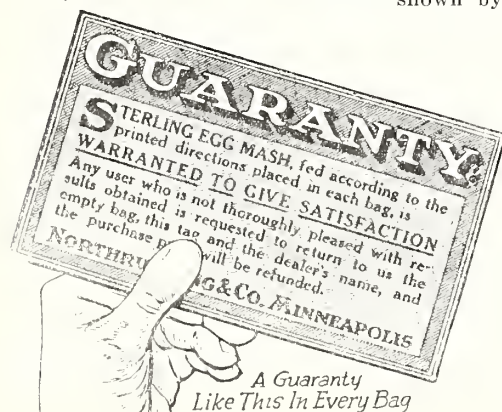 shown by
GUARANTY
STERLING EGG MASH, fed according to the
printed directions placed in each bag, is
WARRANTED TO GIVE SATISFACTION
Any user who is not thoroughly pleased with re-
sults obtained is requested to return to us the
empty bag, this tag and the dealer's name, and
the purchase will be refunded.
G & CO. MINNEAPOLIS
A Guaranty
Like This In Every Bag